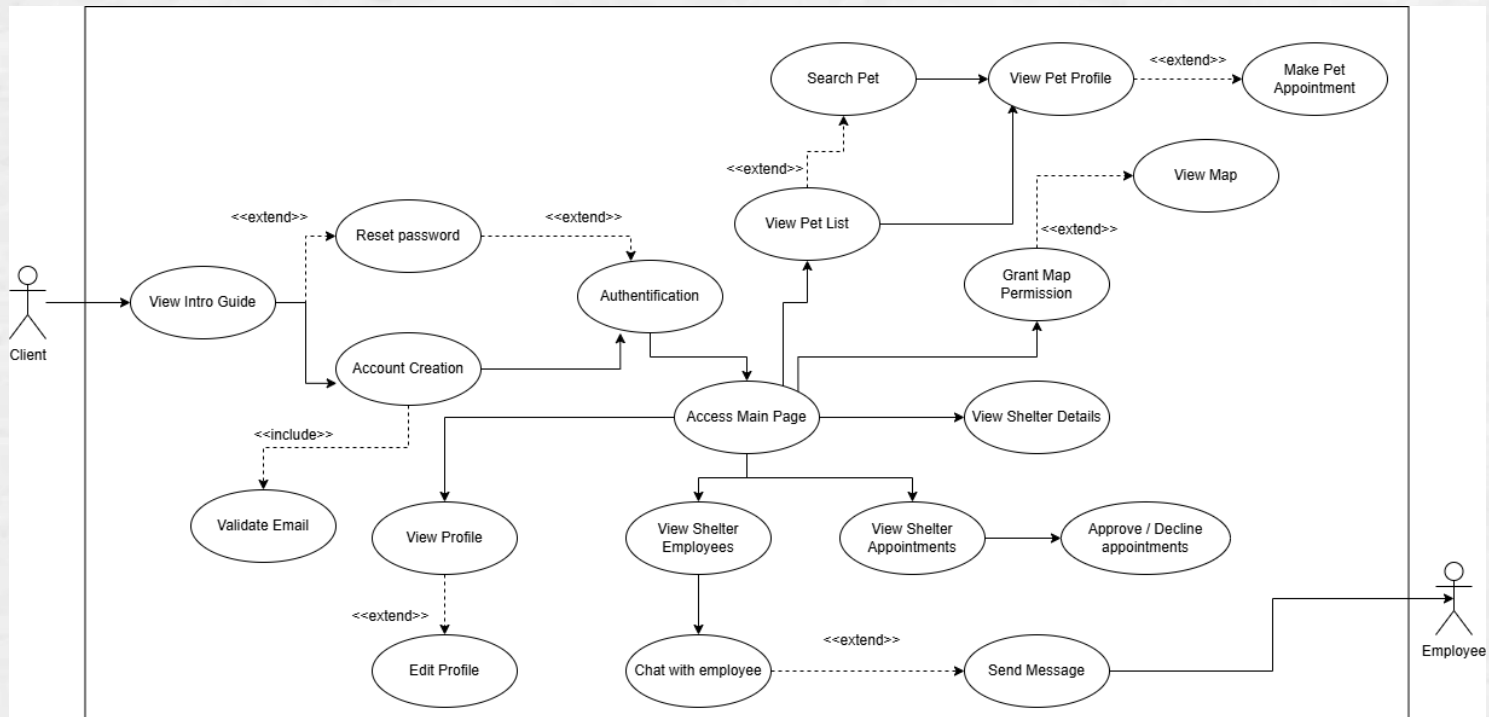 <<extend>>
Search Pet
View Pet Profile
Make Pet
Appointment
<<extend>>
View Map
<<extend>>
<<extend>>
Reset password
View Pet List
<<extend>>
Grant Map
Permission
View Intro Guide
Authentification
Client
Account Creation
Access Main Page
View Shelter Details
<<include>>
Validate Email
View Profile
View Shelter
Employees
View Shelter
Appointments
Approve / Decline
appointments
<<extend>>
<<extend>>
Edit Profile
Chat with employee
Send Message
Employee